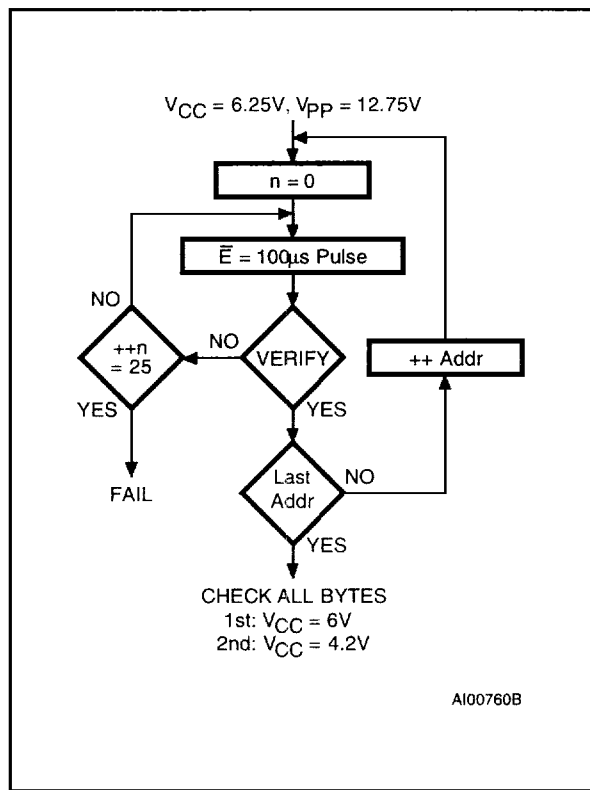 VCC = 6.25V, VPP = 12.75V
n = 0
E̅ = 100µs Pulse
NO
++n
= 25
NO
VERIFY
++ Addr
YES
YES
Last
Addr
NO
FAIL
YES
CHECK ALL BYTES
1st: VCC = 6V
2nd: VCC = 4.2V
AI00760B